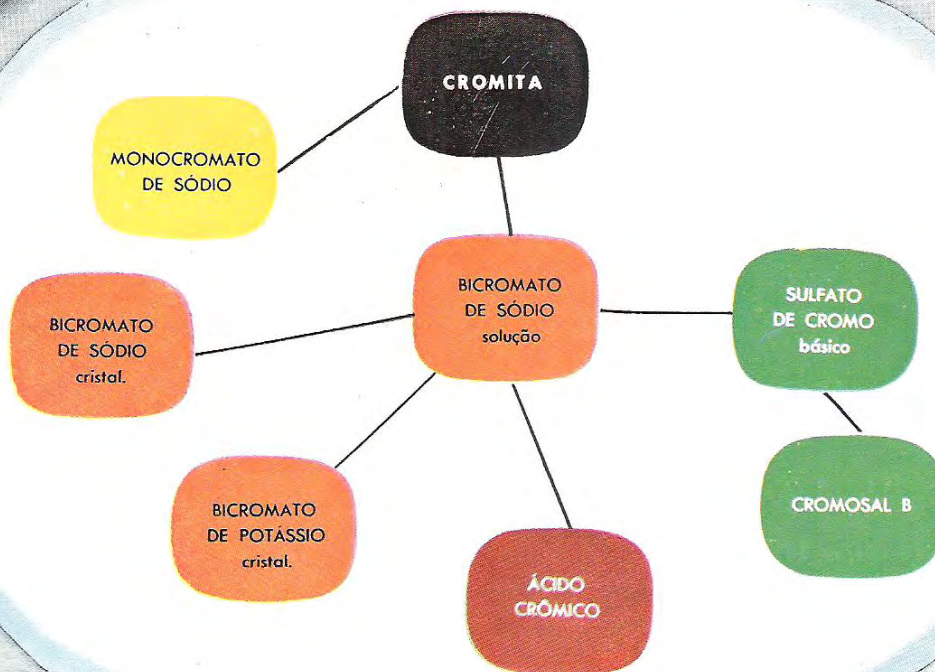 CROMITA
MONOCROMATO
DE SÓDIO
BICROMATO
DE SÓDIO
solução
SULFATO
DE CROMO
básico
BICROMATO
DE SÓDIO
cristal.
BICROMATO
DE POTÁSSIO
cristal.
CROMOSAL B
ÁCIDO
CRÔMICO